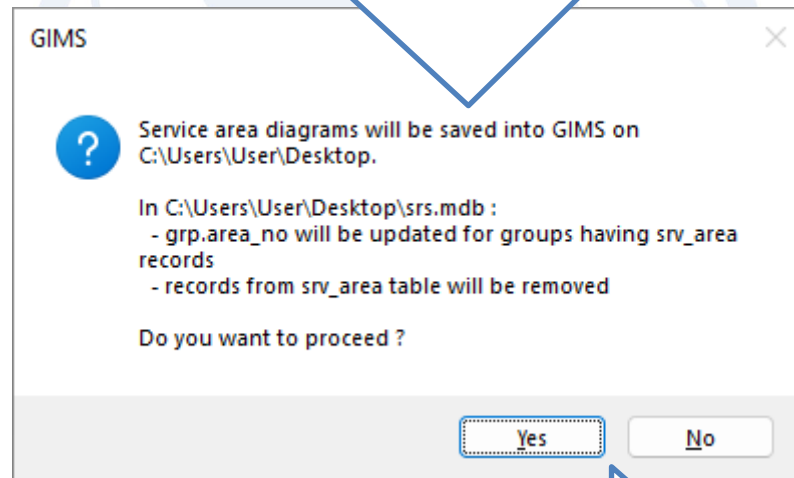 GIMS
Service area diagrams will be saved into GIMS on
C:\Users\User\Desktop.
In C:\Users\User\Desktop\srs.mdb :
- grp.area_no will be updated for groups having srv_area
records
- records from srv_area table will be removed
Do you want to proceed ?
Yes No